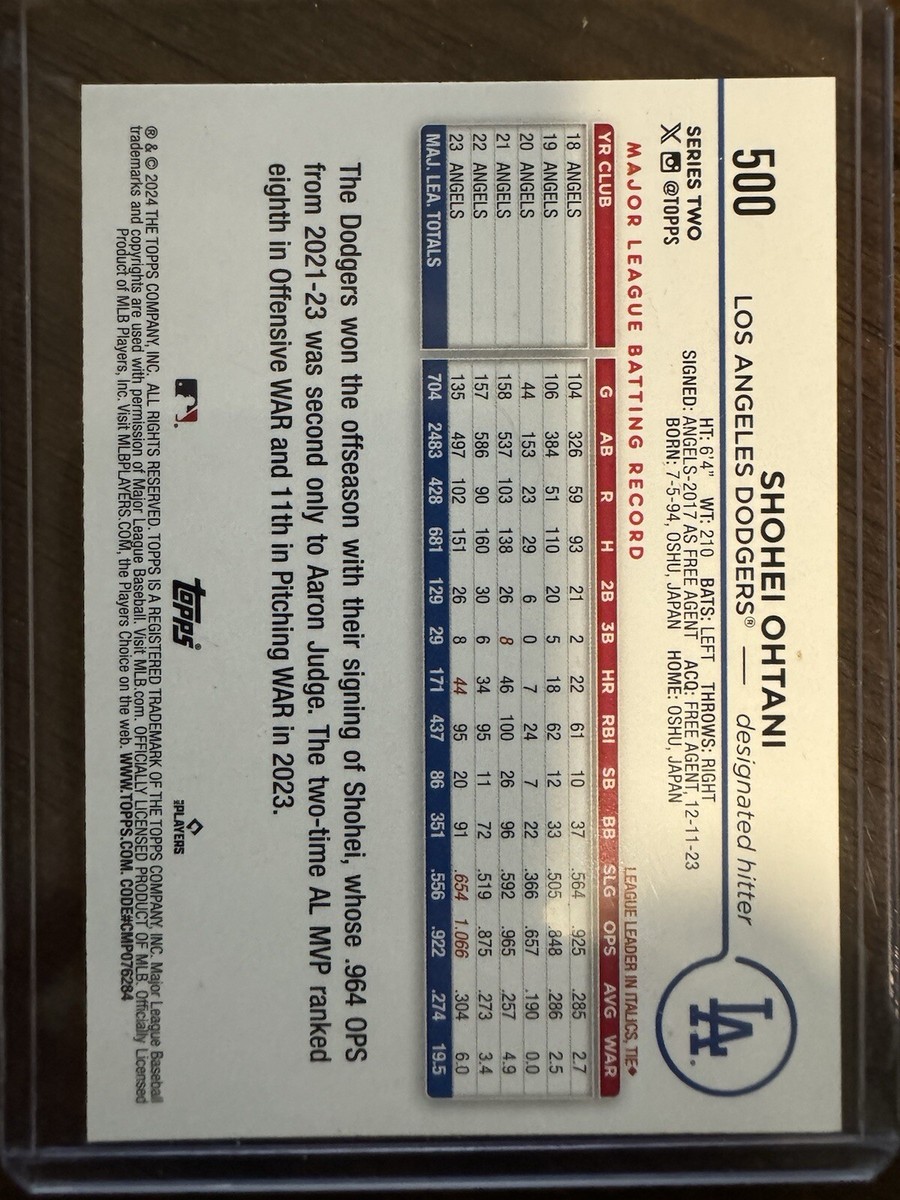 500
SHOHEI OHTANI
LOS ANGELES DODGERS® — designated hitter
LA
SERIES TWO
X @TOPPS
HT: 6'4" WT: 210 BATS: LEFT THROWS: RIGHT
SIGNED: ANGELS-2017 AS FREE AGENT ACQ: FREE AGENT, 12-11-23
BORN: 7-5-94, OSHU, JAPAN HOME: OSHU, JAPAN
MAJOR LEAGUE BATTING RECORD
LEAGUE LEADER IN ITALICS, TIE♦
YR CLUB G AB R H 2B 3B HR RBI SB BB SLG OPS AVG WAR
18 ANGELS 104 326 59 93 21 2 22 61 10 37 .564 .925 .285 2.7
19 ANGELS 106 384 51 110 20 5 18 62 12 33 .505 .848 .286 2.5
20 ANGELS 44 153 23 29 6 0 7 24 7 22 .366 .657 .190 0.0
21 ANGELS 158 537 103 138 26 8 46 100 26 96 .592 .965 .257 4.9
22 ANGELS 157 586 90 160 30 6 34 95 11 72 .519 .875 .273 3.4
23 ANGELS 135 497 102 151 26 8 44 95 20 91 .654 1.066 .304 6.0
MAJ. LEA. TOTALS 704 2483 428 681 129 29 171 437 86 351 .556 .922 .274 19.5
The Dodgers won the offseason with their signing of Shohei, whose .964 OPS
from 2021-23 was second only to Aaron Judge. The two-time AL MVP ranked
eighth in Offensive WAR and 11th in Pitching WAR in 2023.
topps®
PLAYERS
® & © 2024 THE TOPPS COMPANY, INC. ALL RIGHTS RESERVED. TOPPS IS A REGISTERED TRADEMARK OF THE TOPPS COMPANY, INC. Major League Baseball
trademarks and copyrights are used with permission of Major League Baseball. Visit MLB.com. OFFICIALLY LICENSED PRODUCT OF MLB. Officially Licensed
Product of MLB Players, Inc. Visit MLBPLAYERS.COM, the Players Choice on the web. WWW.TOPPS.COM. CODE#CMP076284